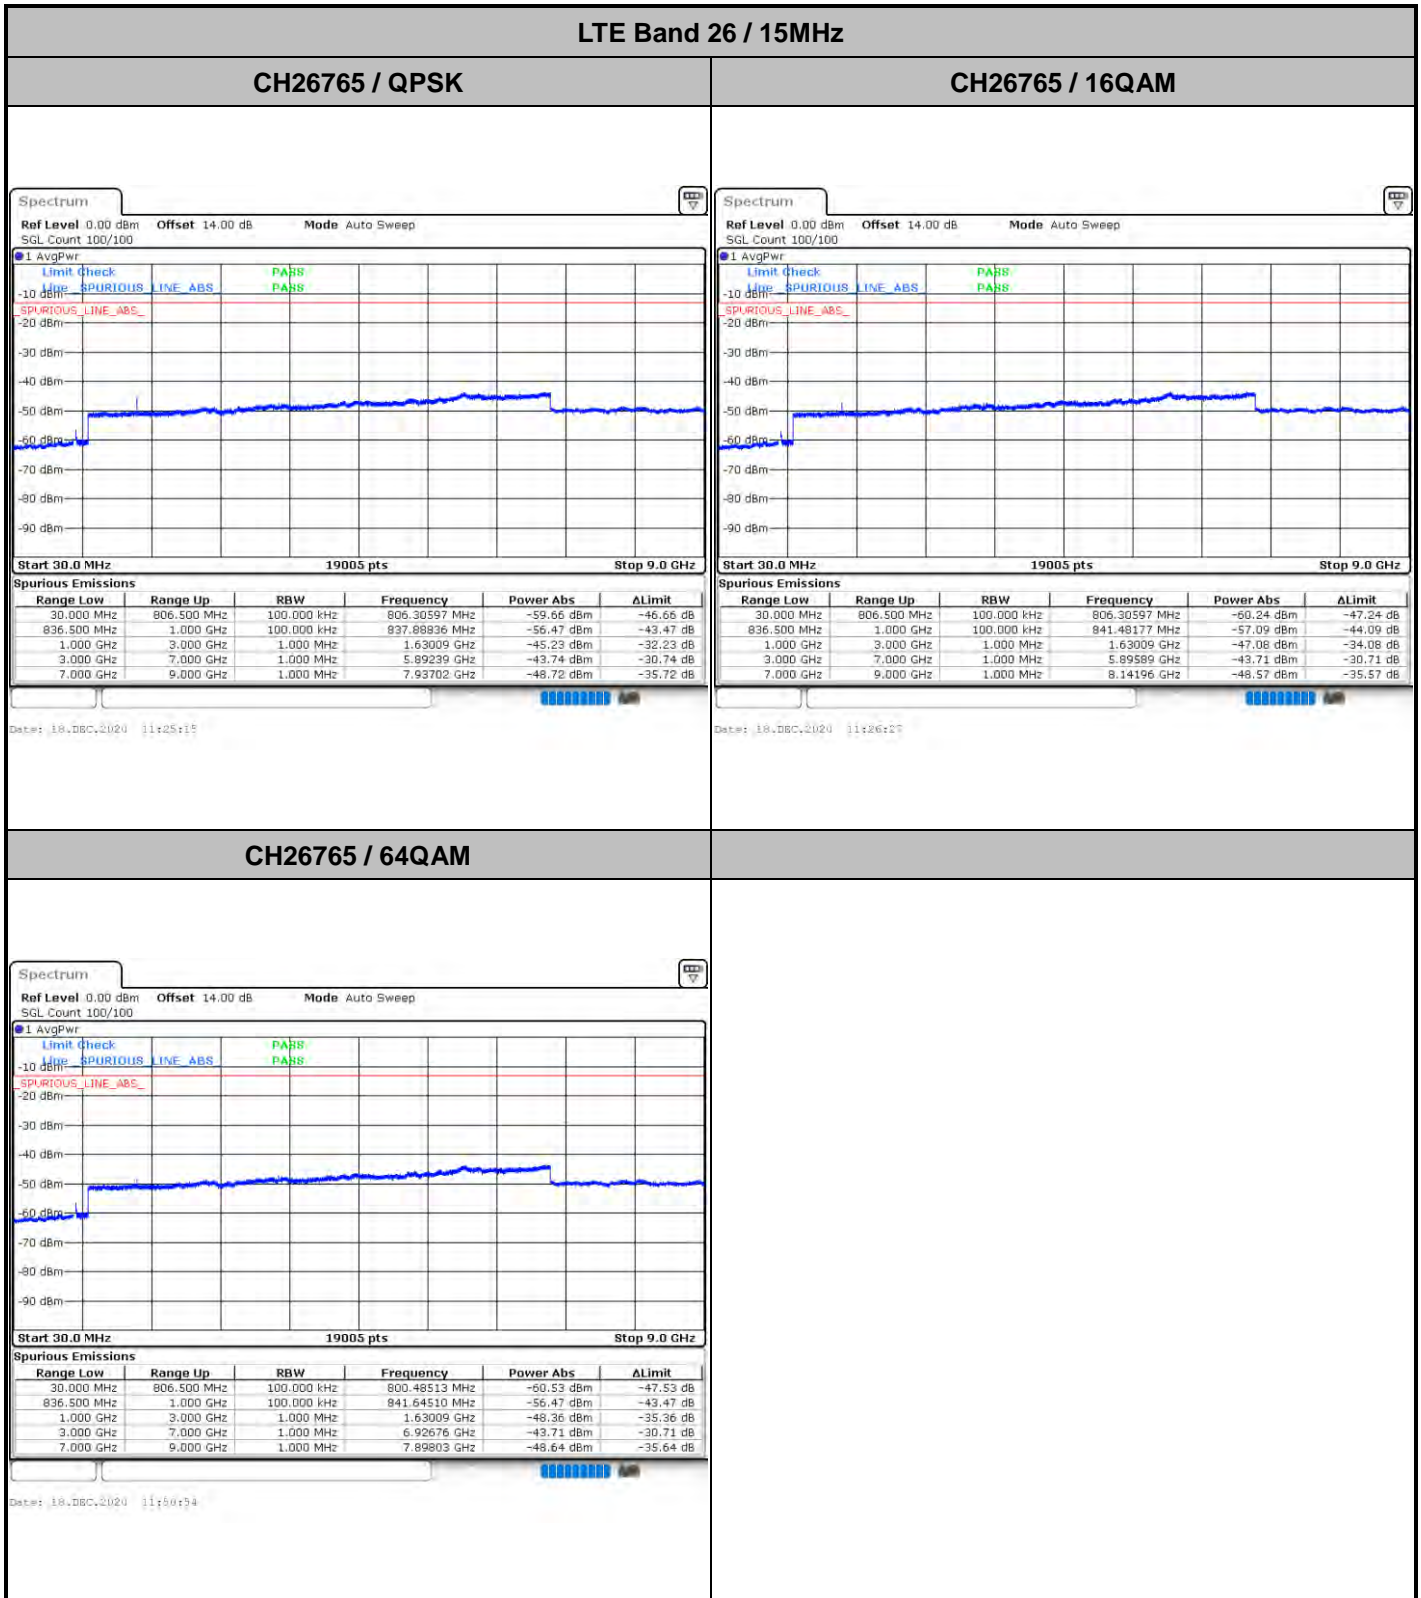 LTE Band 26 / 15MHz
CH26765 / QPSK
CH26765 / 16QAM
Spectrum
Ref Level 0.00 dBm Offset 14.00 dB Mode Auto Sweep
SGL Count 100/100
1 AvgPwr
Limit Check PASS
Line _SPURIOUS_LINE_ABS_ PASS
-10 dBm
_SPURIOUS_LINE_ABS_
-20 dBm
-30 dBm
-40 dBm
-50 dBm
-60 dBm
-70 dBm
-80 dBm
-90 dBm
Start 30.0 MHz 19005 pts Stop 9.0 GHz
Spurious Emissions
Range Low Range Up RBW Frequency Power Abs ΔLimit
30.000 MHz 806.500 MHz 100.000 kHz 806.30597 MHz -59.66 dBm -46.66 dB
836.500 MHz 1.000 GHz 100.000 kHz 837.88836 MHz -56.47 dBm -43.47 dB
1.000 GHz 3.000 GHz 1.000 MHz 1.63009 GHz -45.23 dBm -32.23 dB
3.000 GHz 7.000 GHz 1.000 MHz 5.89239 GHz -43.74 dBm -30.74 dB
7.000 GHz 9.000 GHz 1.000 MHz 7.93702 GHz -48.72 dBm -35.72 dB
Date: 18.DEC.2020 11:25:15
Spectrum
Ref Level 0.00 dBm Offset 14.00 dB Mode Auto Sweep
SGL Count 100/100
1 AvgPwr
Limit Check PASS
Line _SPURIOUS_LINE_ABS_ PASS
-10 dBm
_SPURIOUS_LINE_ABS_
-20 dBm
-30 dBm
-40 dBm
-50 dBm
-60 dBm
-70 dBm
-80 dBm
-90 dBm
Start 30.0 MHz 19005 pts Stop 9.0 GHz
Spurious Emissions
Range Low Range Up RBW Frequency Power Abs ΔLimit
30.000 MHz 806.500 MHz 100.000 kHz 806.30597 MHz -60.24 dBm -47.24 dB
836.500 MHz 1.000 GHz 100.000 kHz 841.48177 MHz -57.09 dBm -44.09 dB
1.000 GHz 3.000 GHz 1.000 MHz 1.63009 GHz -47.08 dBm -34.08 dB
3.000 GHz 7.000 GHz 1.000 MHz 5.89589 GHz -43.71 dBm -30.71 dB
7.000 GHz 9.000 GHz 1.000 MHz 8.14196 GHz -48.57 dBm -35.57 dB
Date: 18.DEC.2020
CH26765 / 64QAM
Spectrum
Ref Level 0.00 dBm Offset 14.00 dB Mode Auto Sweep
SGL Count 100/100
1 AvgPwr
Limit Check PASS
Line _SPURIOUS_LINE_ABS_ PASS
-10 dBm
_SPURIOUS_LINE_ABS_
-20 dBm
-30 dBm
-40 dBm
-50 dBm
-60 dBm
-70 dBm
-80 dBm
-90 dBm
Start 30.0 MHz 19005 pts Stop 9.0 GHz
Spurious Emissions
Range Low Range Up RBW Frequency Power Abs ΔLimit
30.000 MHz 806.500 MHz 100.000 kHz 800.48513 MHz -60.53 dBm -47.53 dB
836.500 MHz 1.000 GHz 100.000 kHz 841.64510 MHz -56.47 dBm -43.47 dB
1.000 GHz 3.000 GHz 1.000 MHz 1.63009 GHz -48.36 dBm -35.36 dB
3.000 GHz 7.000 GHz 1.000 MHz 6.92676 GHz -43.71 dBm -30.71 dB
7.000 GHz 9.000 GHz 1.000 MHz 7.89803 GHz -48.64 dBm -35.64 dB
Date: 18.DEC.2020